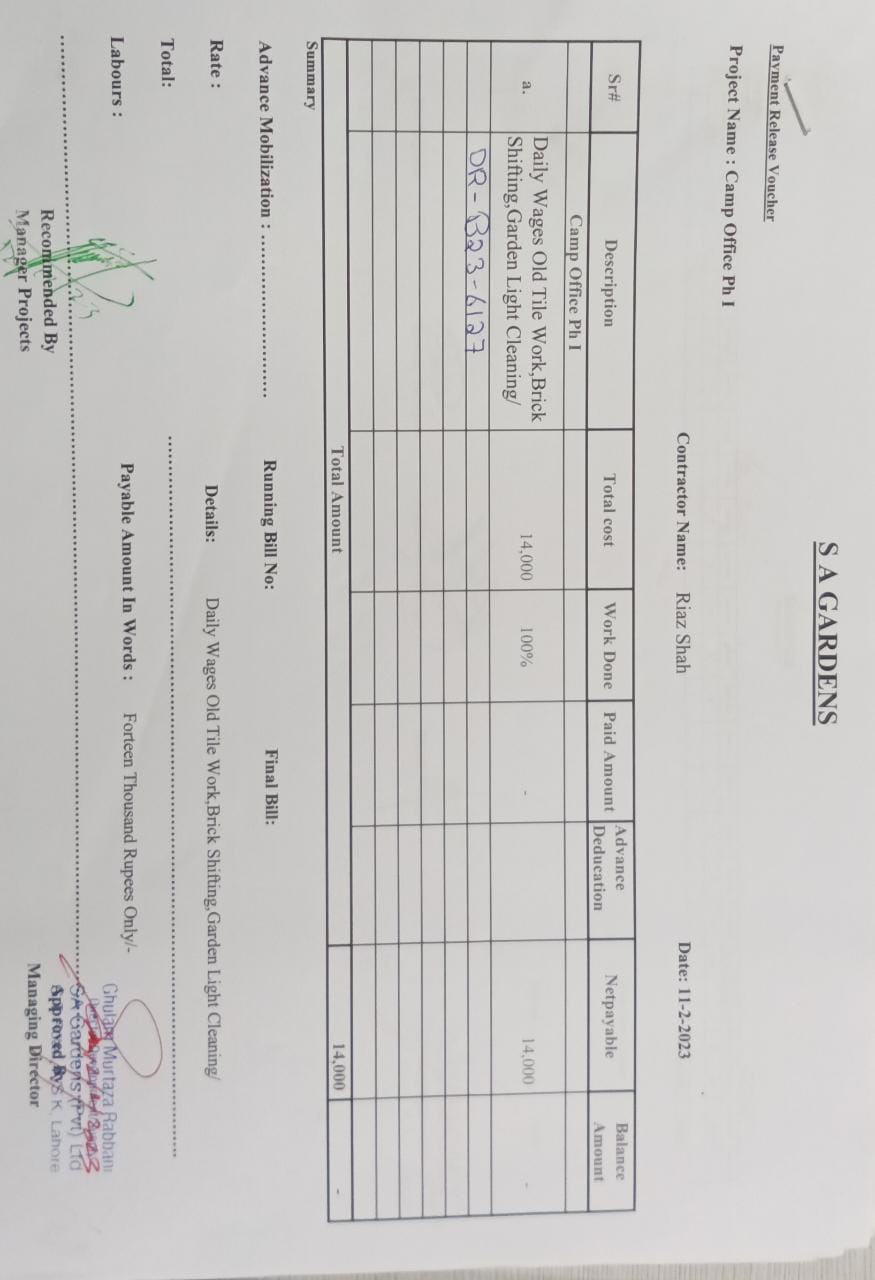 S A GARDENS
Payment Release Voucher
Project Name : Camp Office Ph I
Contractor Name: Riaz Shah
Date: 11-2-2023
Sr# Description Total cost Work Done Paid Amount Advance Deducation Netpayable Balance Amount
Camp Office Ph I
a. Daily Wages Old Tile Work,Brick Shifting,Garden Light Cleaning/ 14,000 100% - 14,000 -
DR-B23-6127
Total Amount 14,000 -
Summary
Advance Mobilization : ........................... Running Bill No: Final Bill:
Rate : Details: Daily Wages Old Tile Work,Brick Shifting,Garden Light Cleaning/
Total:
Labours : Payable Amount In Words : Forteen Thousand Rupees Only/-
Ghulam Murtaza Rabbani
SA Gardens (Pvt) Ltd
Recommended By Approved By S.K, Lahore
Manager Projects Managing Director